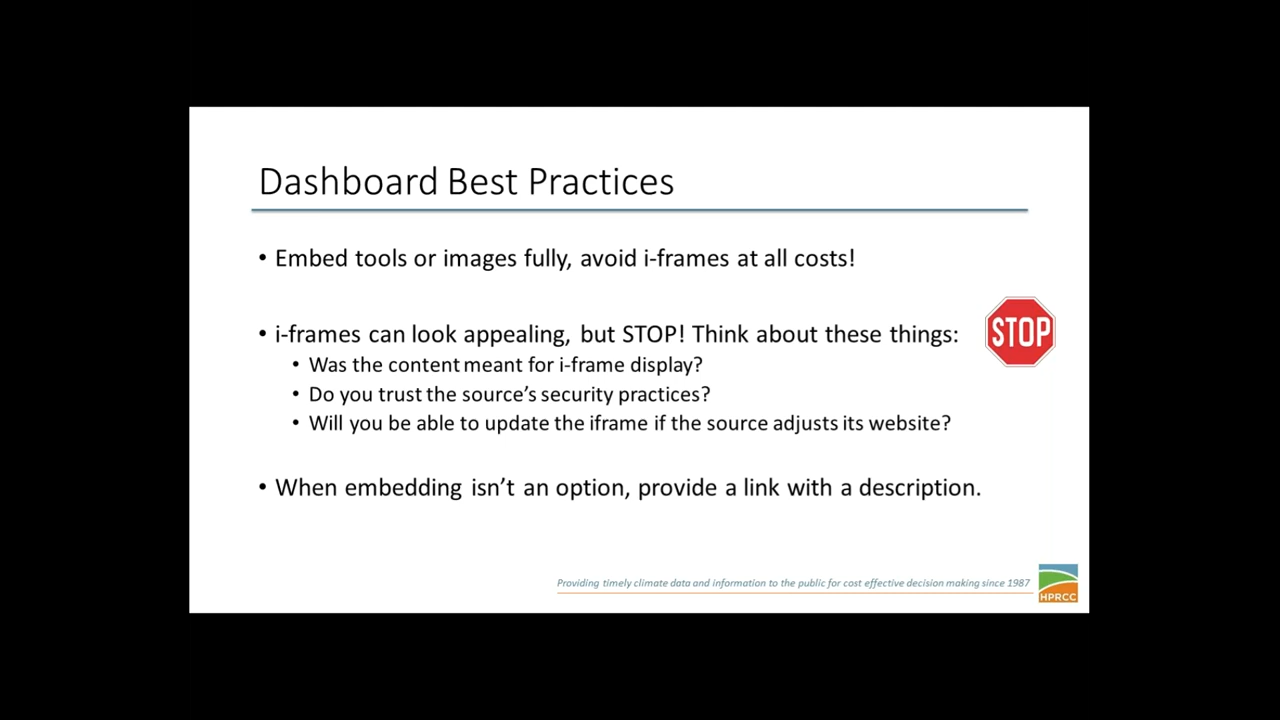 Dashboard Best Practices
• Embed tools or images fully, avoid i-frames at all costs!
• i-frames can look appealing, but STOP! Think about these things:
STOP
• Was the content meant for i-frame display?
• Do you trust the source's security practices?
• Will you be able to update the iframe if the source adjusts its website?
• When embedding isn't an option, provide a link with a description.
Providing timely climate data and information to the public for cost effective decision making since 1987
HPRCC